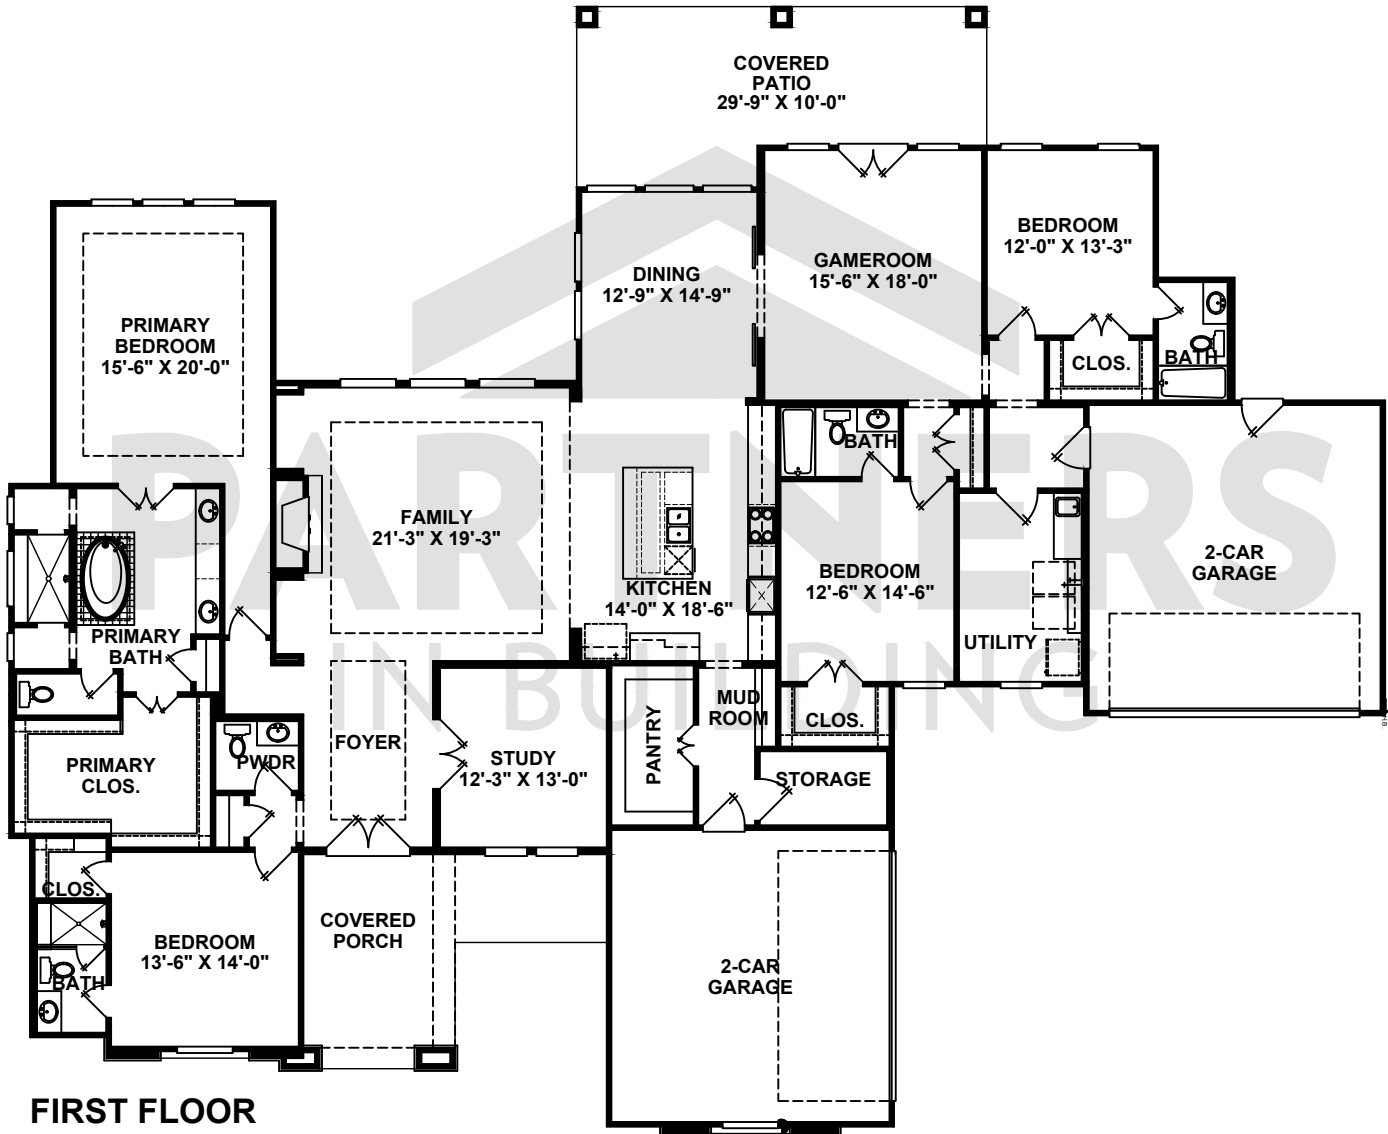 COVERED
PATIO
29'-9" X 10'-0"
BEDROOM
12'-0" X 13'-3"
GAMEROOM
15'-6" X 18'-0"
DINING
12'-9" X 14'-9"
PRIMARY
BEDROOM
15'-6" X 20'-0"
CLOS.
BATH
PARTNERS
IN BUILDING
BATH
FAMILY
21'-3" X 19'-3"
2-CAR
GARAGE
BEDROOM
12'-6" X 14'-6"
KITCHEN
14'-0" X 18'-6"
PRIMARY
BATH
UTILITY
MUD
ROOM
CLOS.
PANTRY
FOYER
STUDY
12'-3" X 13'-0"
PWDR
PRIMARY
CLOS.
STORAGE
CLOS.
COVERED
PORCH
BEDROOM
13'-6" X 14'-0"
BATH
2-CAR
GARAGE
FIRST FLOOR